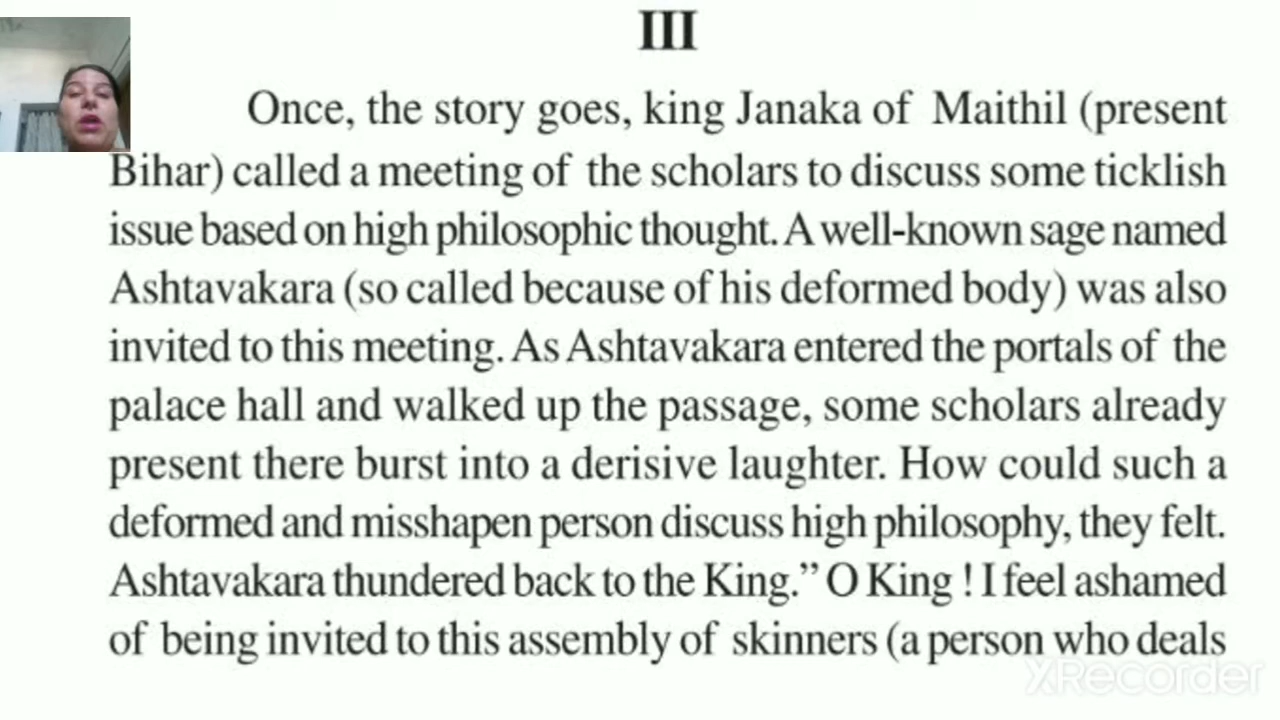 III
Once, the story goes, king Janaka of Maithil (present
Bihar) called a meeting of the scholars to discuss some ticklish
issue based on high philosophic thought. A well-known sage named
Ashtavakara (so called because of his deformed body) was also
invited to this meeting. As Ashtavakara entered the portals of the
palace hall and walked up the passage, some scholars already
present there burst into a derisive laughter. How could such a
deformed and misshapen person discuss high philosophy, they felt.
Ashtavakara thundered back to the King.” O King ! I feel ashamed
of being invited to this assembly of skinners (a person who deals
XRecorder